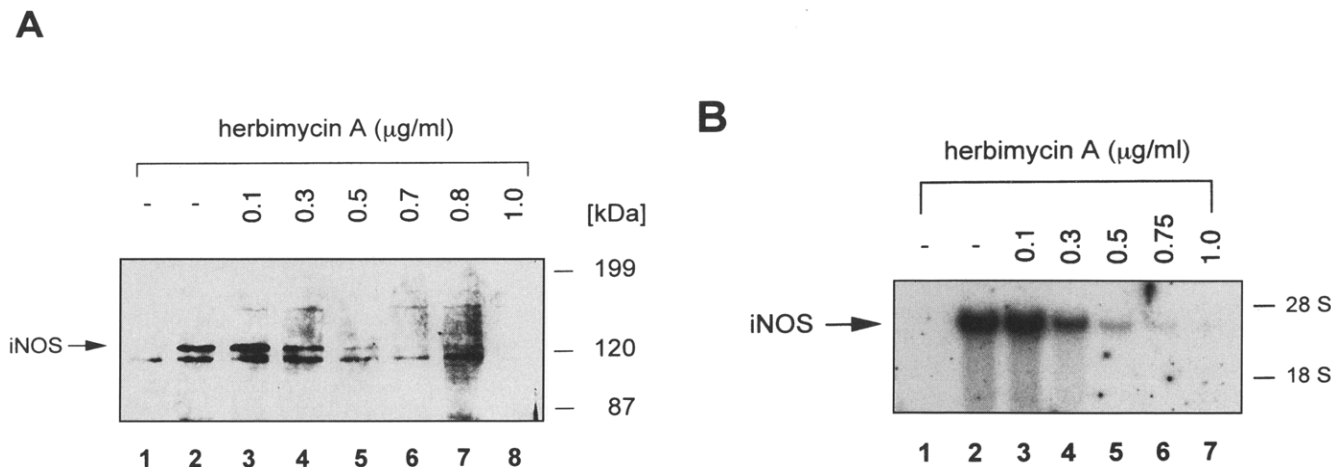 A
herbimycin A (μg/ml)
- - 0.1 0.3 0.5 0.7 0.8 1.0 [kDa]
199
iNOS 120
87
1 2 3 4 5 6 7 8
B
herbimycin A (μg/ml)
- - 0.1 0.3 0.5 0.75 1.0
28 S
iNOS
18 S
1 2 3 4 5 6 7